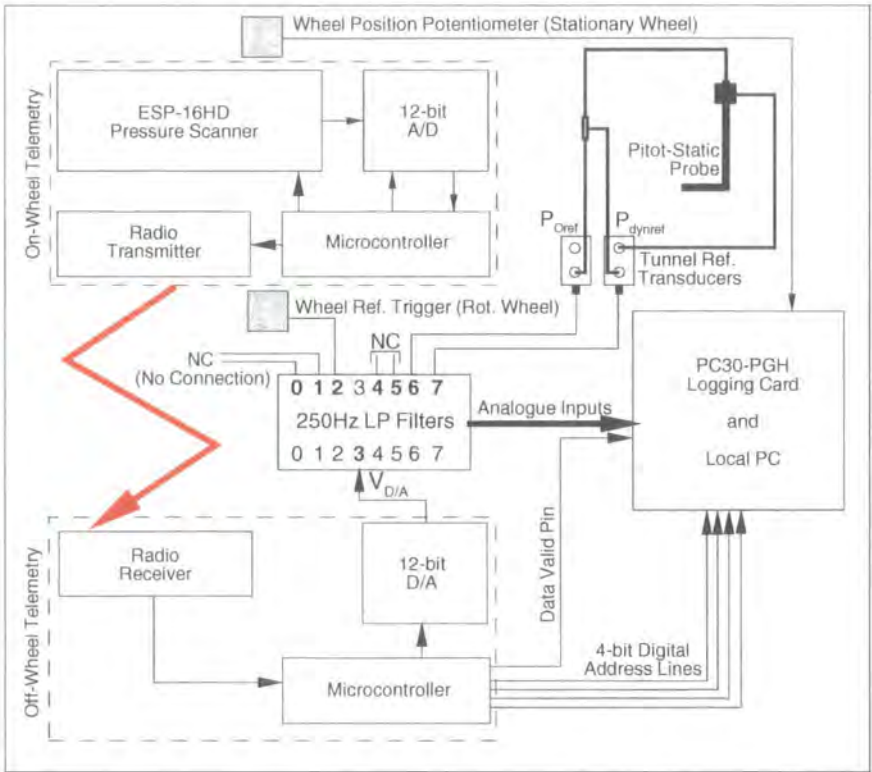 Wheel Position Potentiometer (Stationary Wheel)
On-Wheel Telemetry
ESP-16HD
Pressure Scanner
12-bit
A/D
Radio
Transmitter
Microcontroller
Pitot-Static
Probe
P0ref
Pdynref
Tunnel Ref.
Transducers
Wheel Ref. Trigger (Rot. Wheel)
NC
(No Connection)
NC
0 1 2 3 4 5 6 7
250Hz LP Filters
0 1 2 3 4 5 6 7
Analogue Inputs
PC30-PGH
Logging Card
and
Local PC
VD/A
Off-Wheel Telemetry
Radio
Receiver
12-bit
D/A
Microcontroller
Data Valid Pin
4-bit Digital
Address Lines